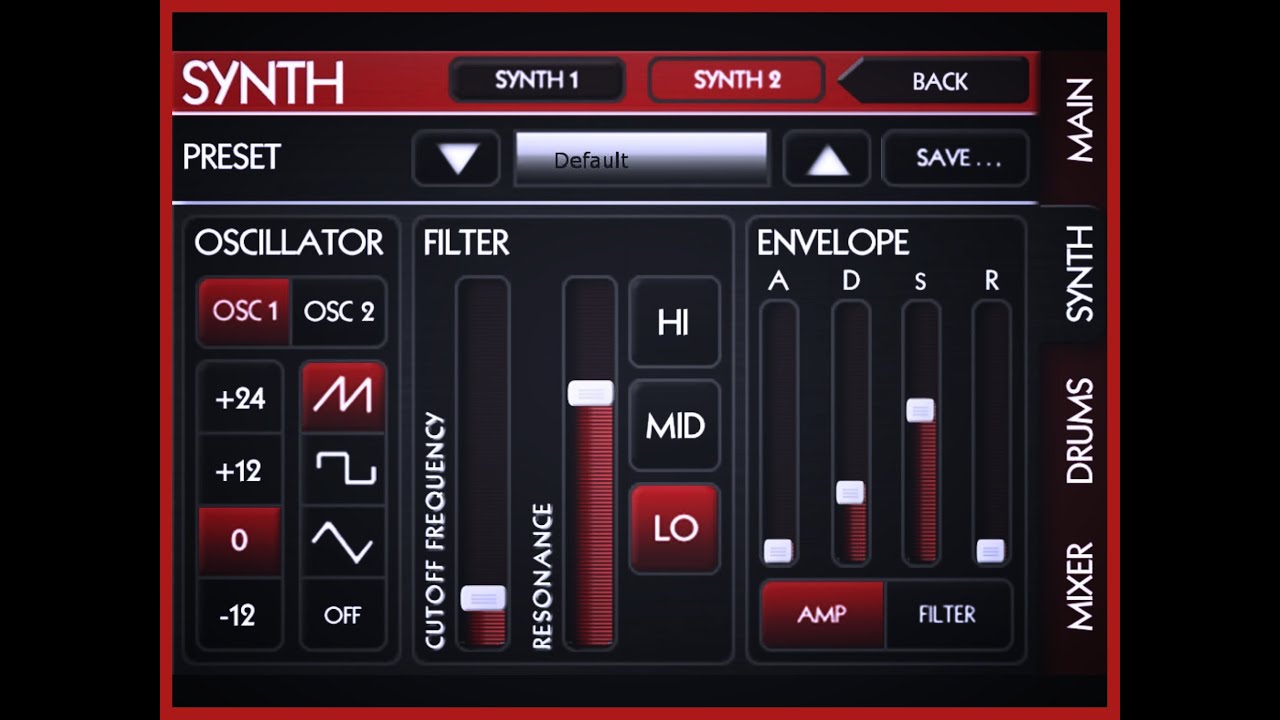 SYNTH
SYNTH 1
SYNTH 2
BACK
PRESET
Default
SAVE...
OSCILLATOR
OSC 1
OSC 2
+24
+12
0
-12
OFF
FILTER
CUTOFF FREQUENCY
RESONANCE
HI
MID
LO
ENVELOPE
A D S R
AMP
FILTER
MAIN
SYNTH
DRUMS
MIXER